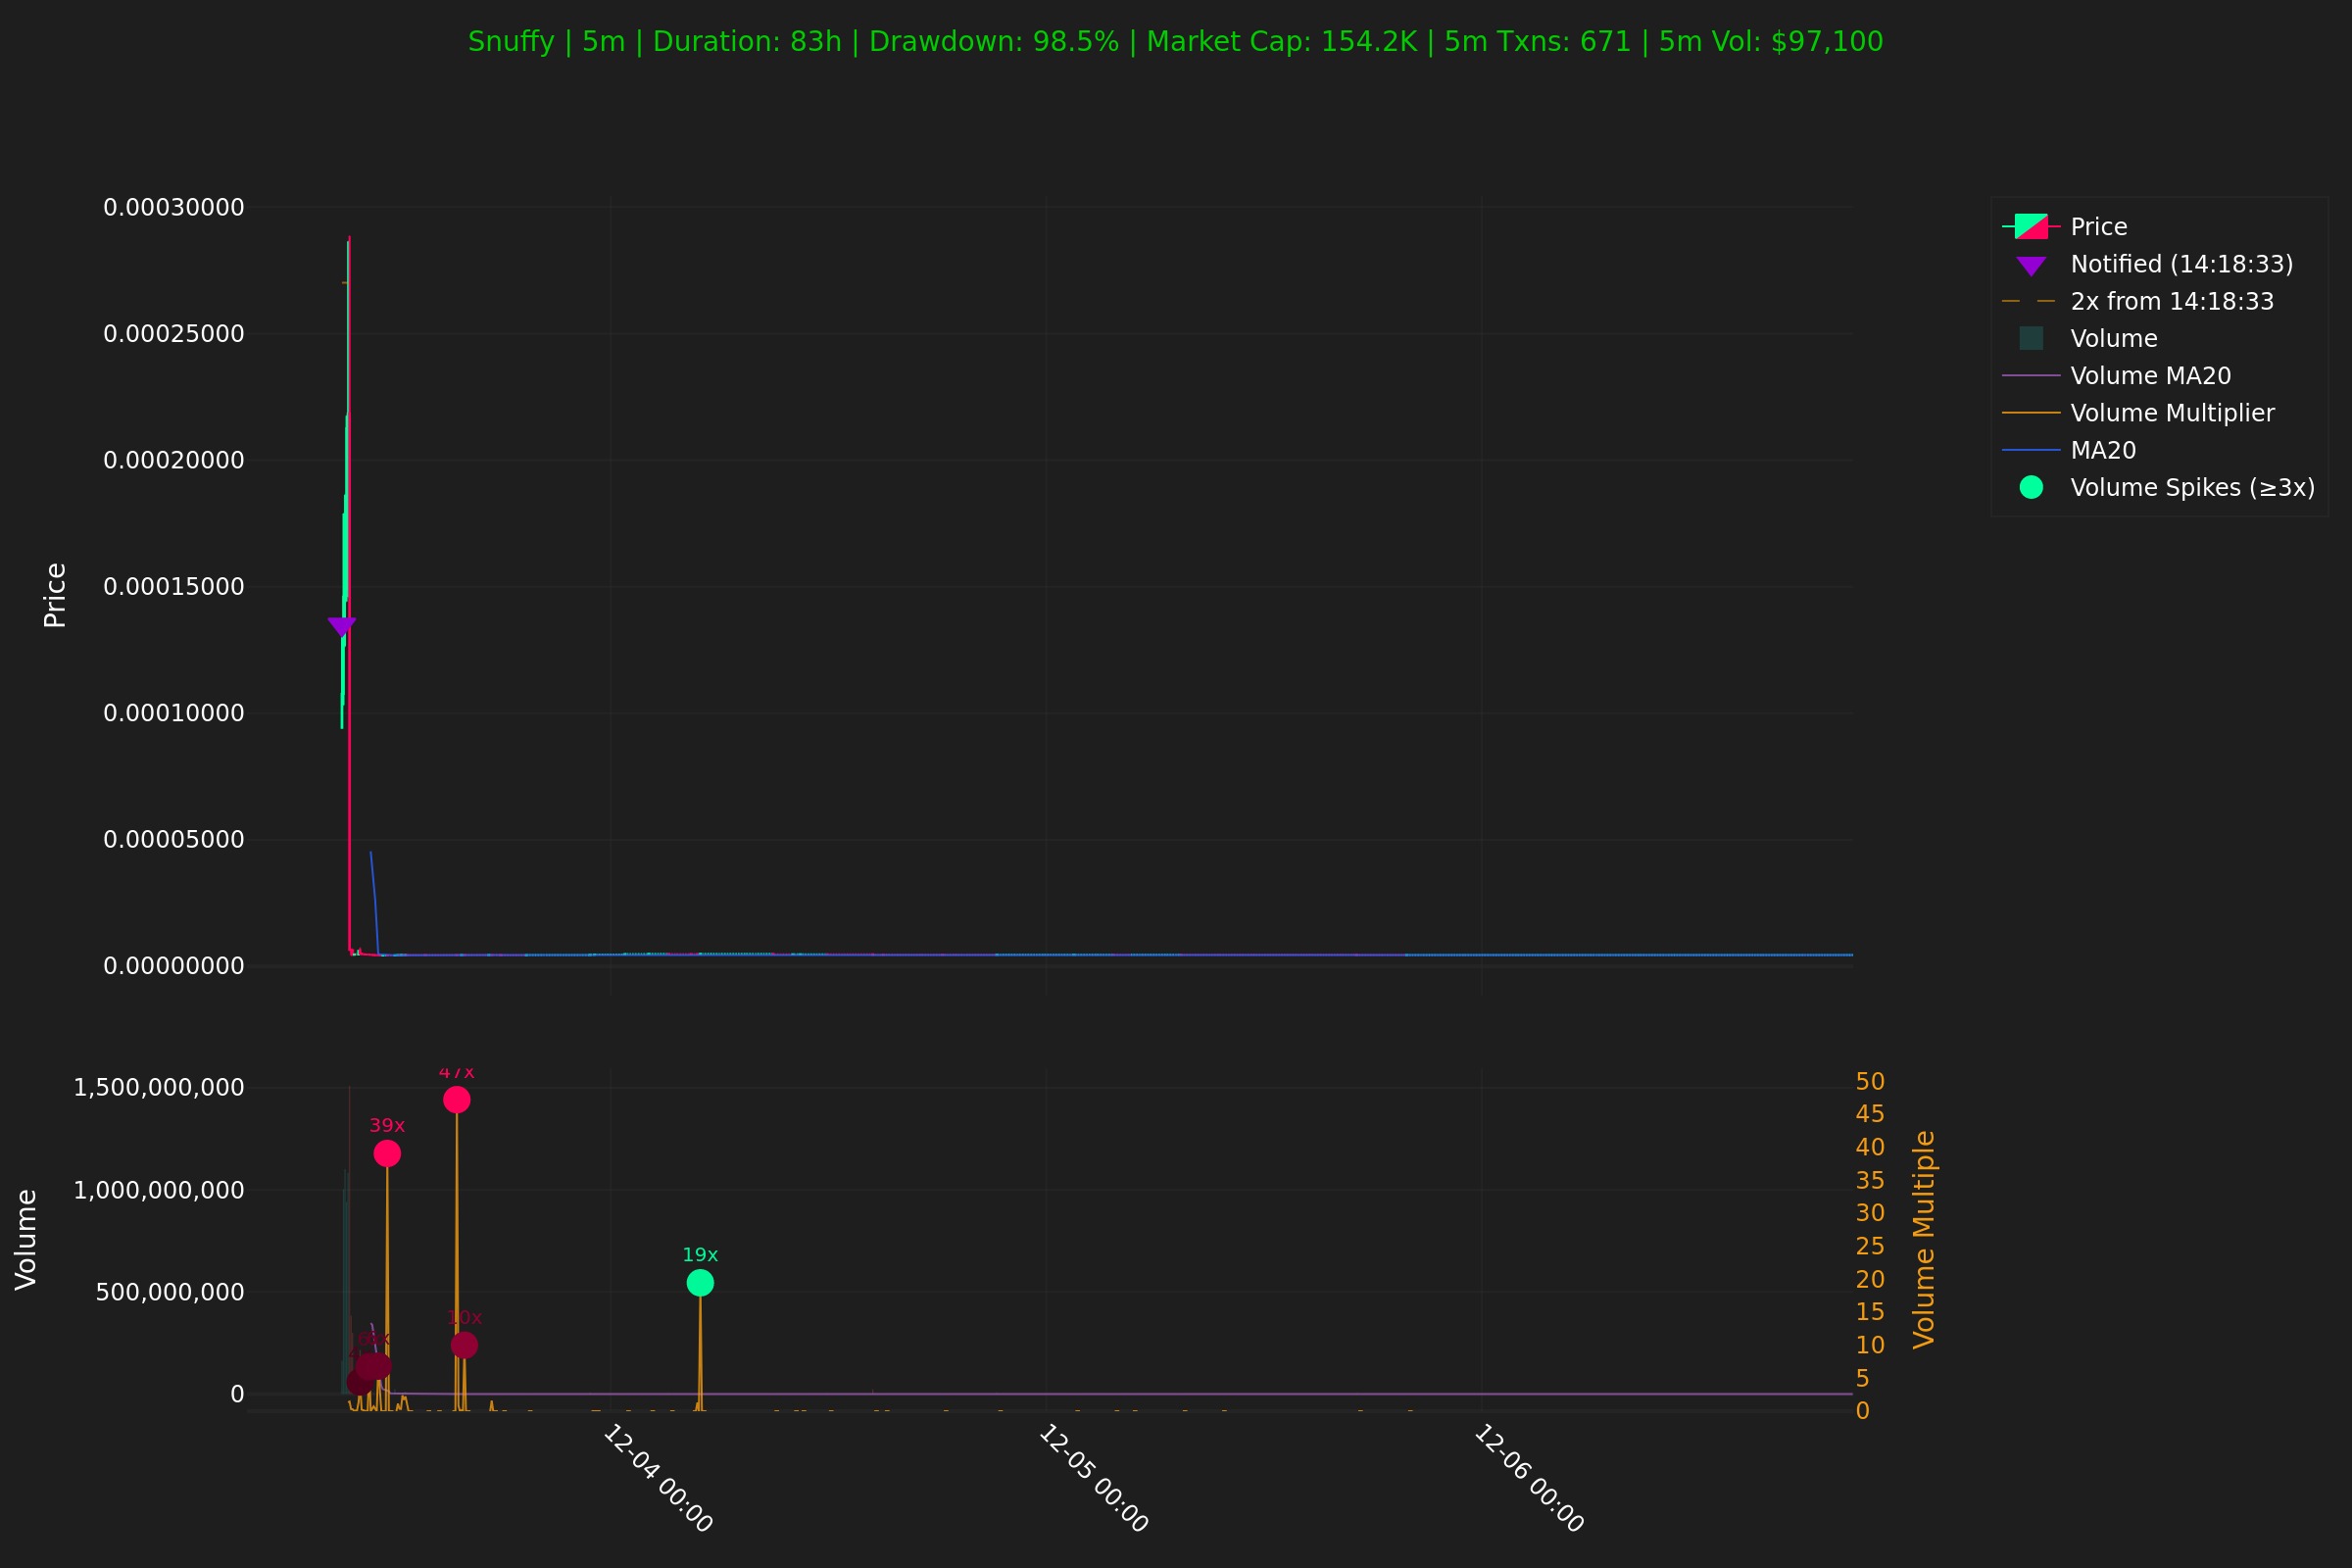 Snuffy | 5m | Duration: 83h | Drawdown: 98.5% | Market Cap: 154.2K | 5m Txns: 671 | 5m Vol: $97,100
0.00030000
0.00025000
0.00020000
0.00015000
0.00010000
0.00005000
0.00000000
Price
Price
Notified (14:18:33)
2x from 14:18:33
Volume
Volume MA20
Volume Multiplier
MA20
Volume Spikes (≥3x)
1,500,000,000
1,000,000,000
500,000,000
0
Volume
47x
39x
19x
10x
50
45
40
35
30
25
20
15
10
5
0
Volume Multiple
12-04 00:00
12-05 00:00
12-06 00:00